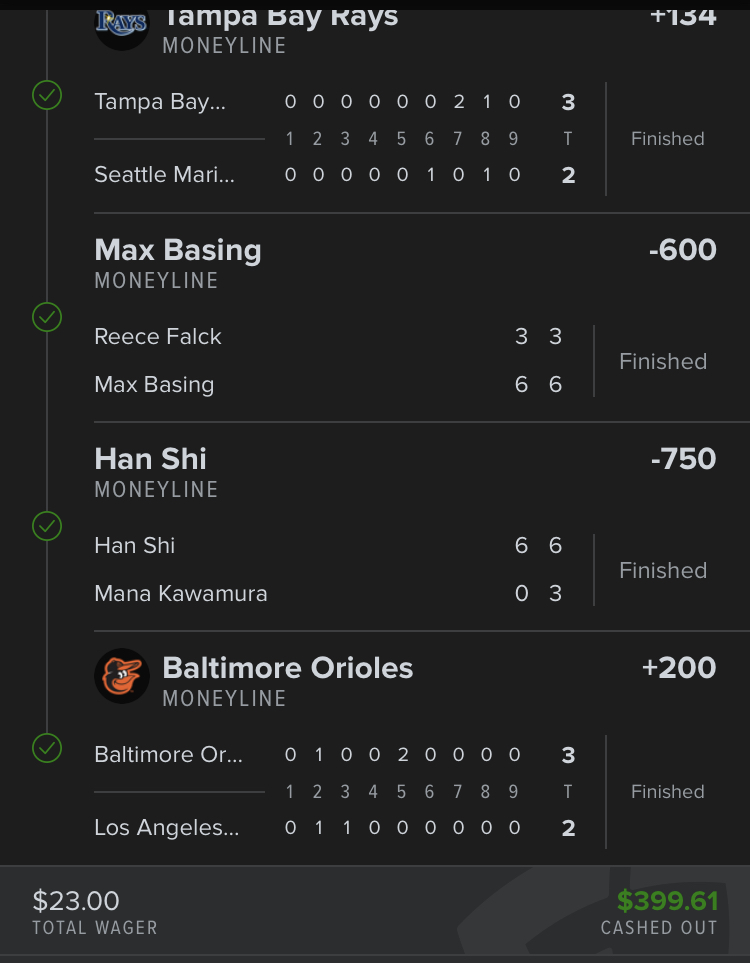 RAYS
Tampa Bay Rays +134
MONEYLINE
Tampa Bay... 0 0 0 0 0 0 2 1 0 3
1 2 3 4 5 6 7 8 9 T Finished
Seattle Mari... 0 0 0 0 0 1 0 1 0 2
Max Basing -600
MONEYLINE
Reece Falck 3 3
Finished
Max Basing 6 6
Han Shi -750
MONEYLINE
Han Shi 6 6
Finished
Mana Kawamura 0 3
Baltimore Orioles +200
MONEYLINE
Baltimore Or... 0 1 0 0 2 0 0 0 0 3
1 2 3 4 5 6 7 8 9 T Finished
Los Angeles... 0 1 1 0 0 0 0 0 0 2
$23.00 $399.61
TOTAL WAGER CASHED OUT